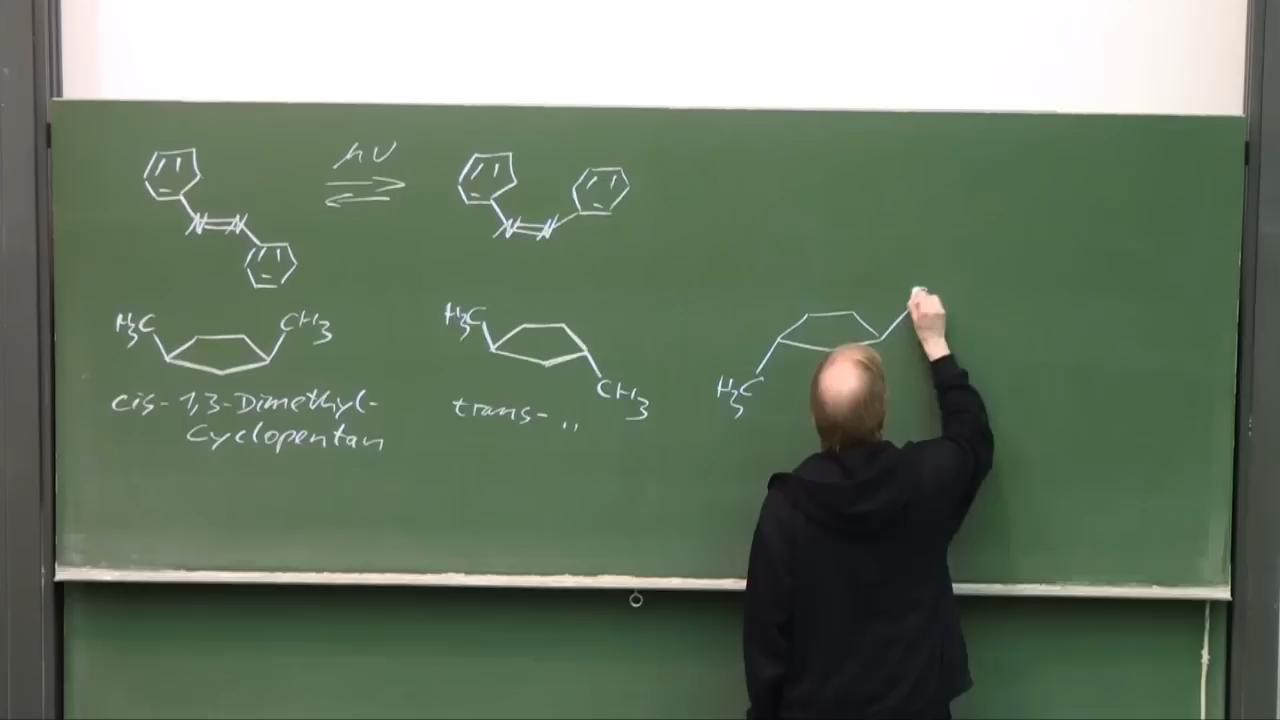 hν
N=N
N=N
H3C
CH3
H3C
CH3
H3C
cis-1,3-Dimethyl-
cyclopentan
trans- ,,